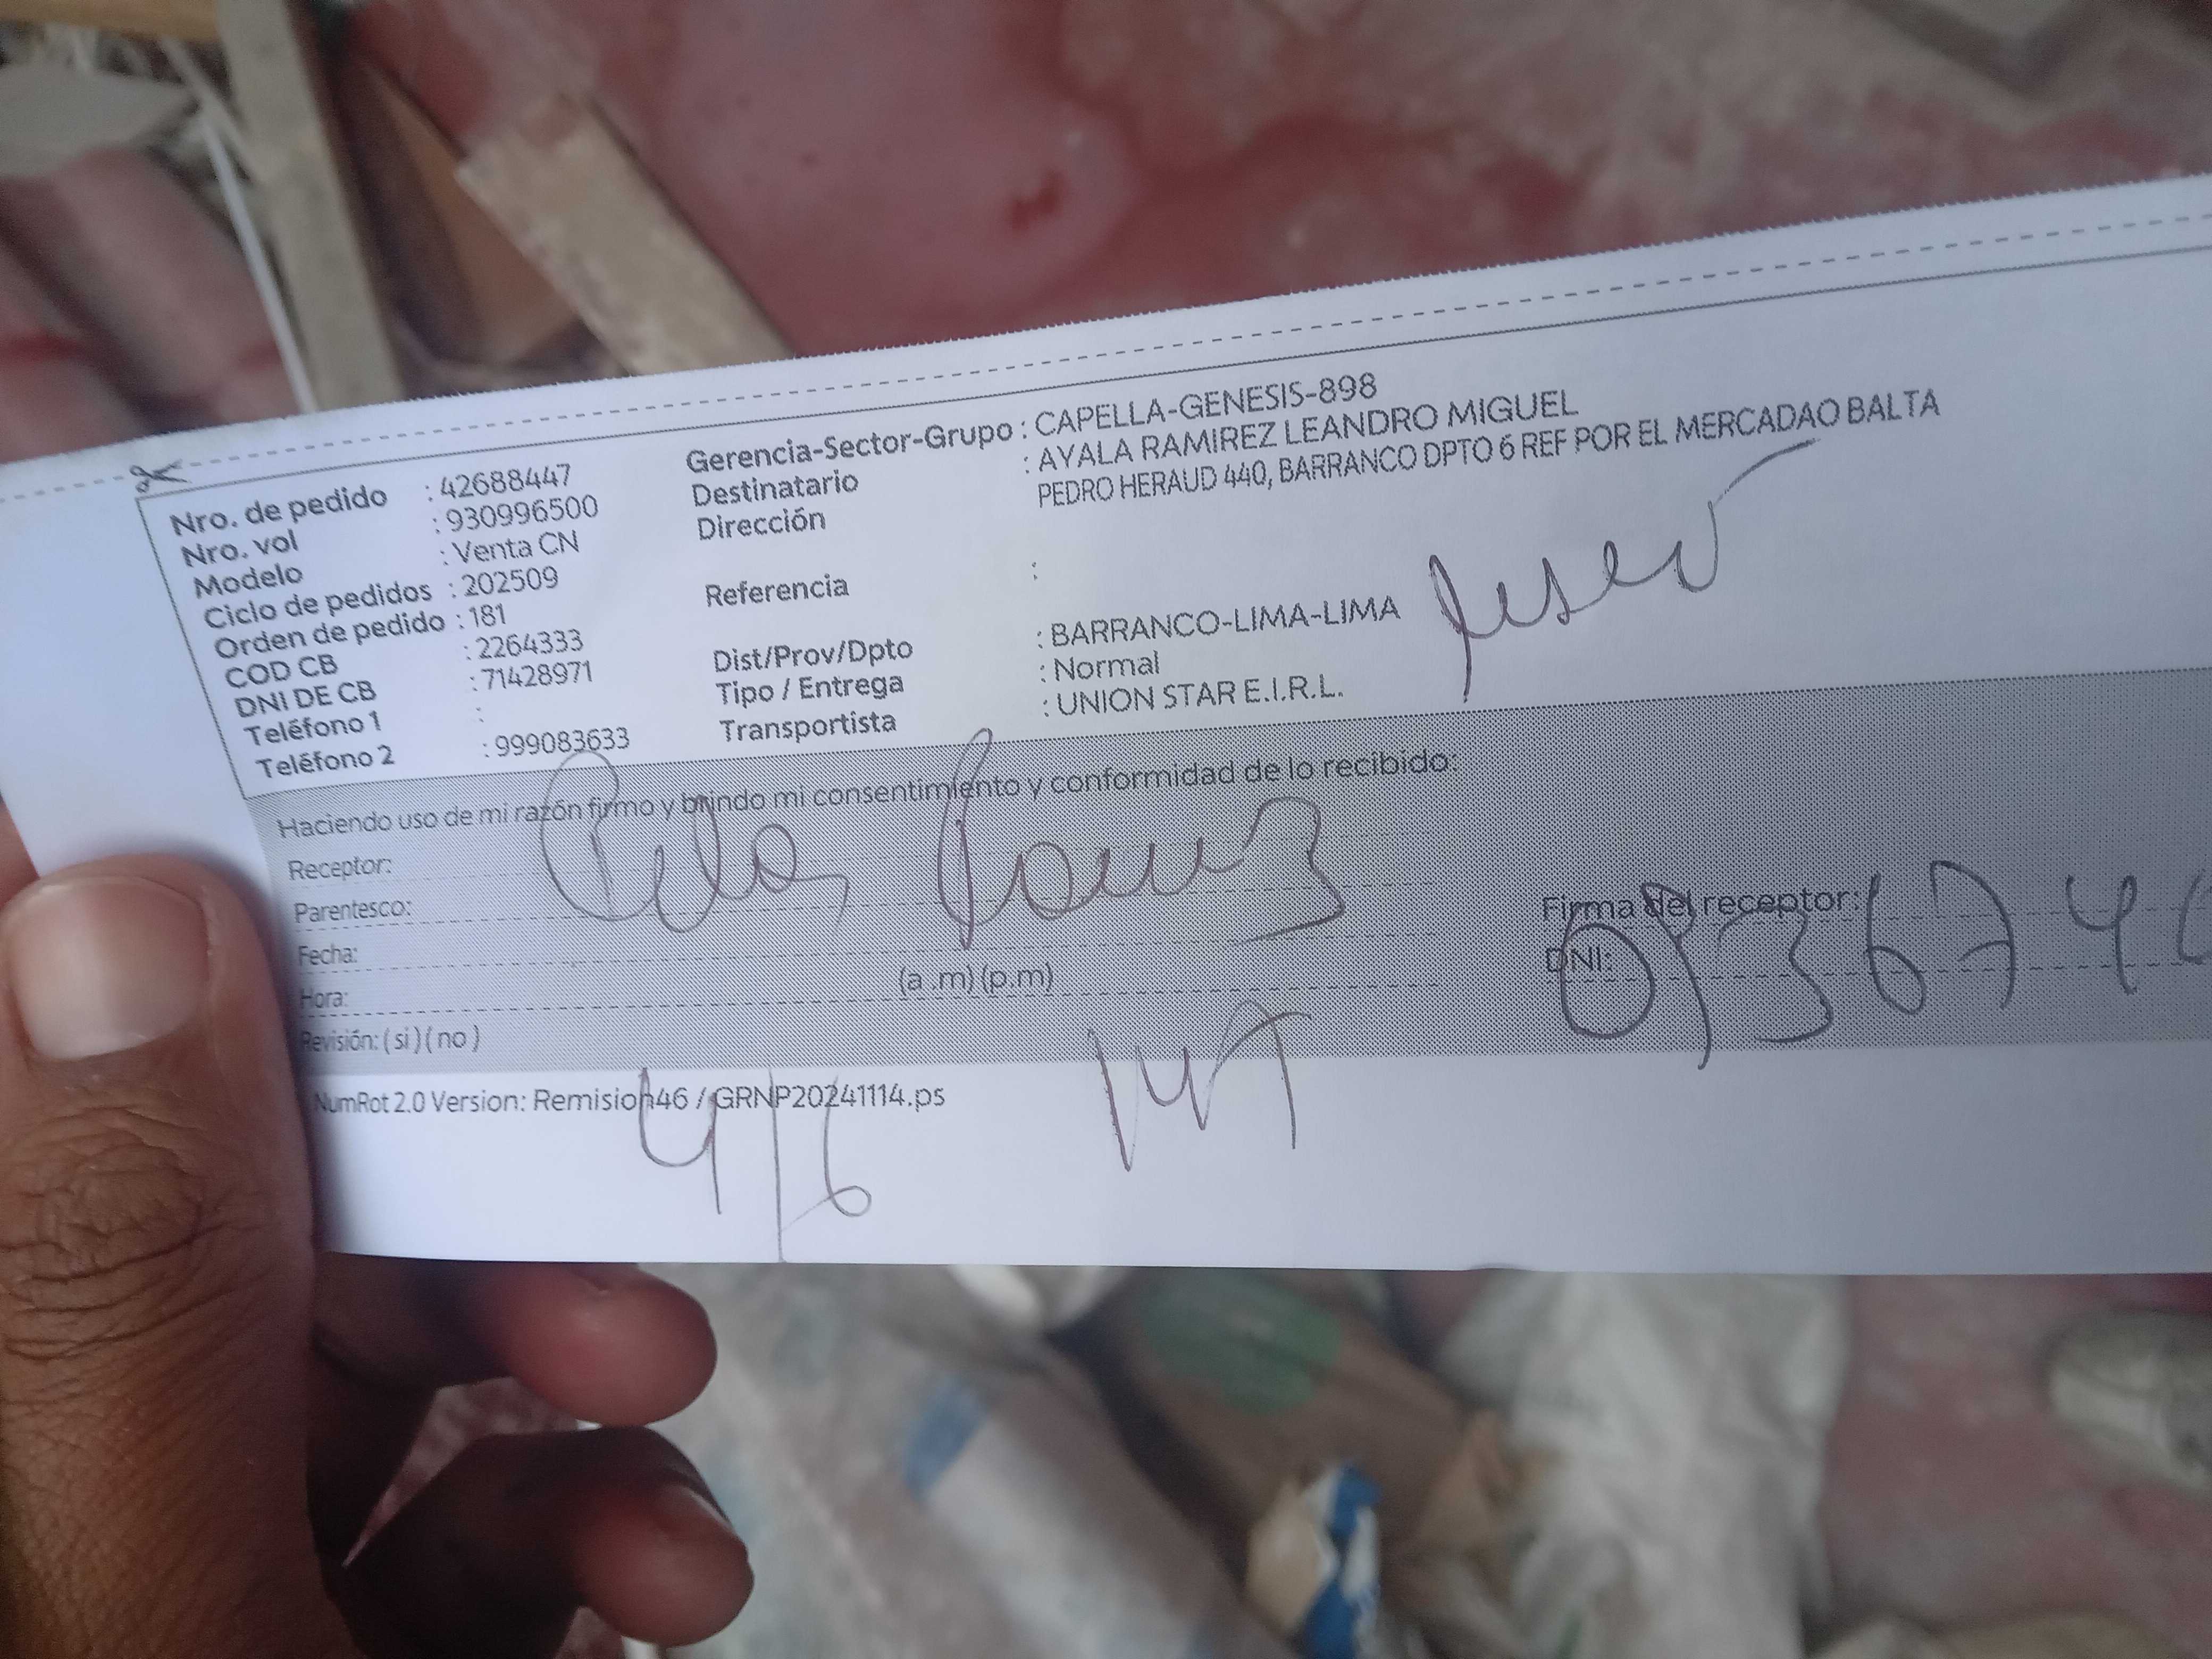 Nro. de pedido : 42688447
Nro. vol : 930996500
Modelo : Venta CN
Ciclo de pedidos : 202509
Orden de pedido : 181
COD CB : 2264333
DNI DE CB : 71428971
Teléfono 1 :
Teléfono 2 : 999083633
Gerencia-Sector-Grupo : CAPELLA-GENESIS-898
Destinatario : AYALA RAMIREZ LEANDRO MIGUEL
Dirección PEDRO HERAUD 440, BARRANCO DPTO 6 REF POR EL MERCADAO BALTA
Referencia :
Dist/Prov/Dpto : BARRANCO-LIMA-LIMA
Tipo / Entrega : Normal
Transportista : UNION STAR E.I.R.L.
Haciendo uso de mi razón firmo y brindo mi consentimiento y conformidad de lo recibido:
Receptor:
Parentesco:
Fecha:
Hora: (a .m) (p.m)
Revisión: ( si ) ( no )
Firma del receptor:
DNI:
NumRot 2.0 Version: Remision46 / GRNP20241114.ps
4/6